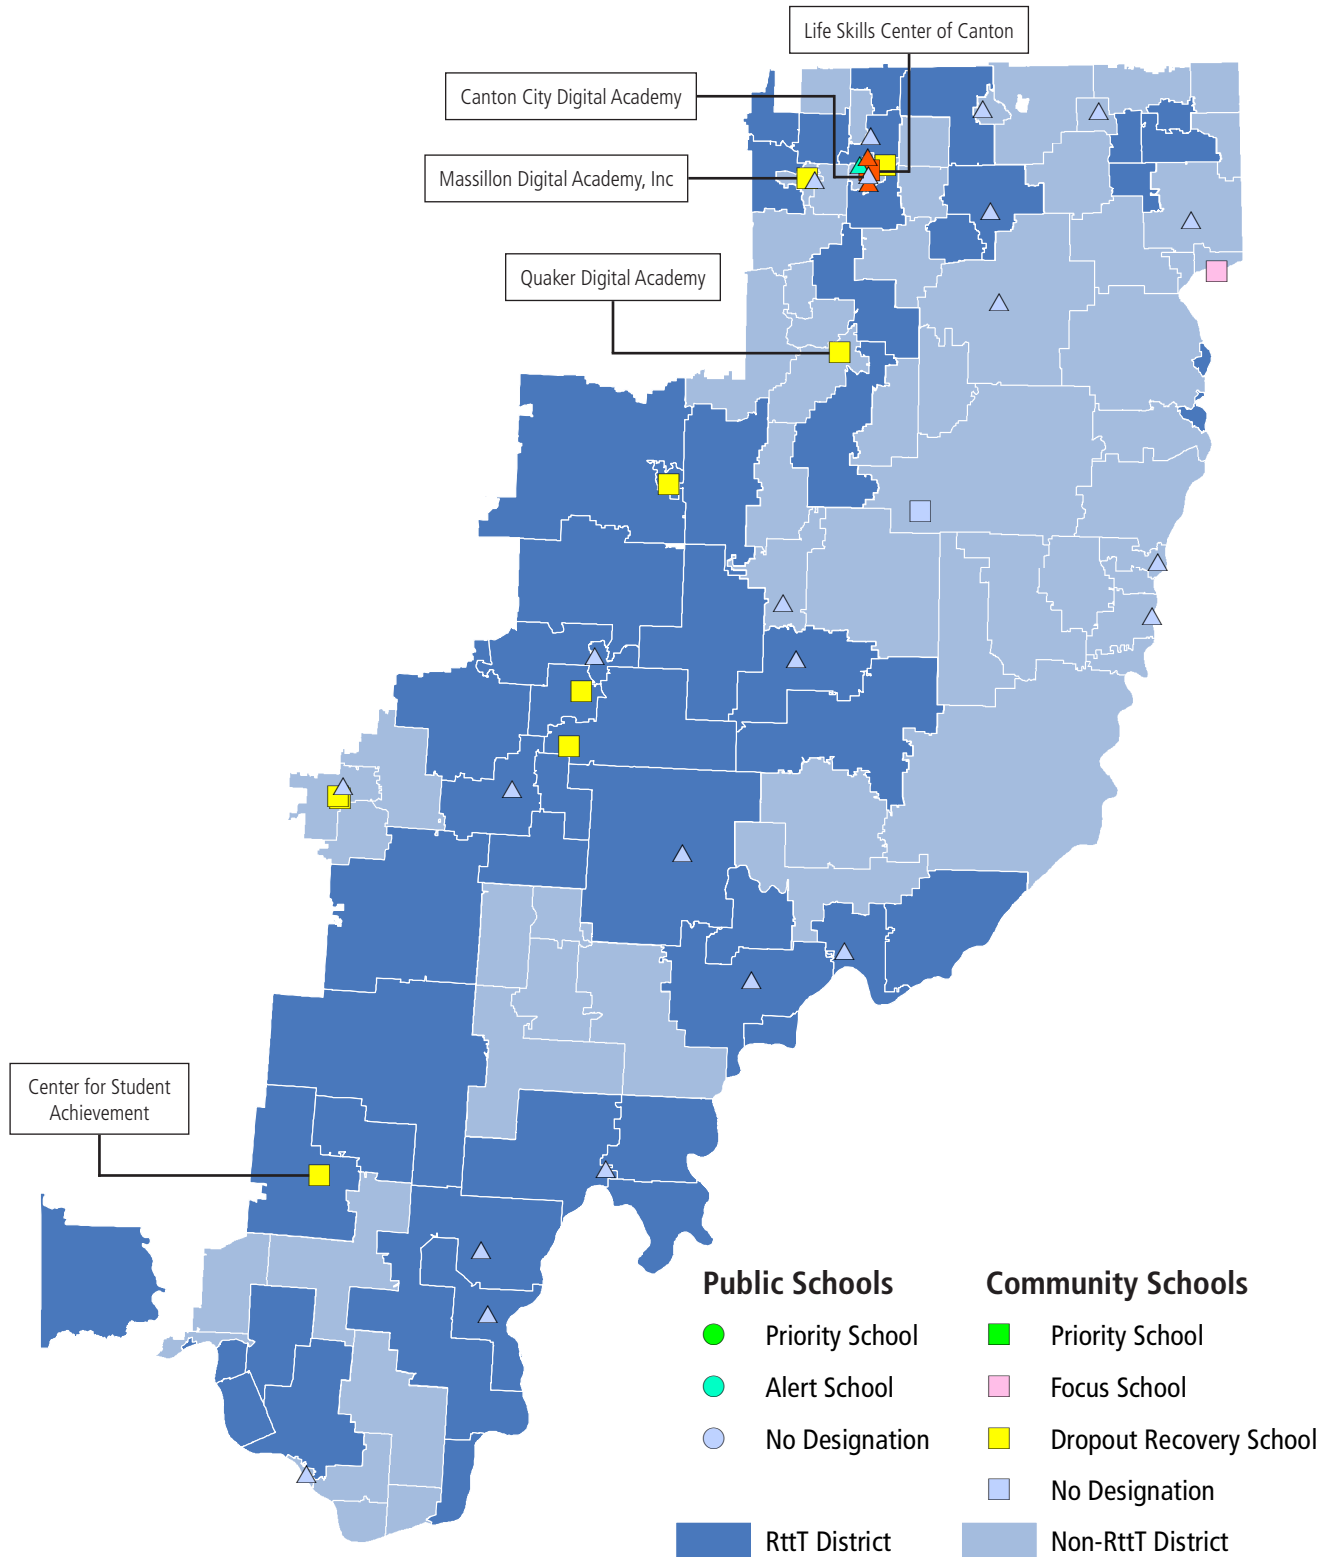 Life Skills Center of Canton
Canton City Digital Academy
Massillon Digital Academy, Inc
Quaker Digital Academy
Center for Student
Achievement
Public Schools
Priority School
Alert School
No Designation
RttT District
Community Schools
Priority School
Focus School
Dropout Recovery School
No Designation
Non-RttT District